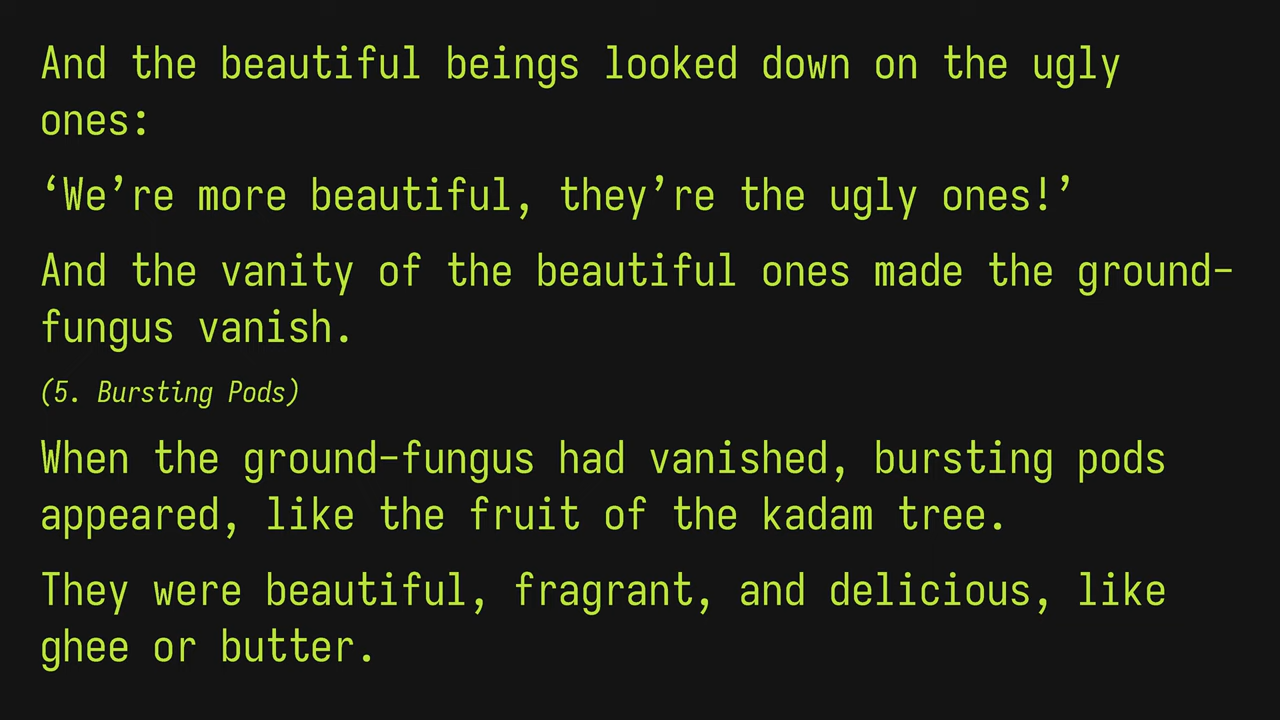 And the beautiful beings looked down on the ugly
ones:
‘We’re more beautiful, they’re the ugly ones!’
And the vanity of the beautiful ones made the ground-
fungus vanish.
(5. Bursting Pods)
When the ground-fungus had vanished, bursting pods
appeared, like the fruit of the kadam tree.
They were beautiful, fragrant, and delicious, like
ghee or butter.